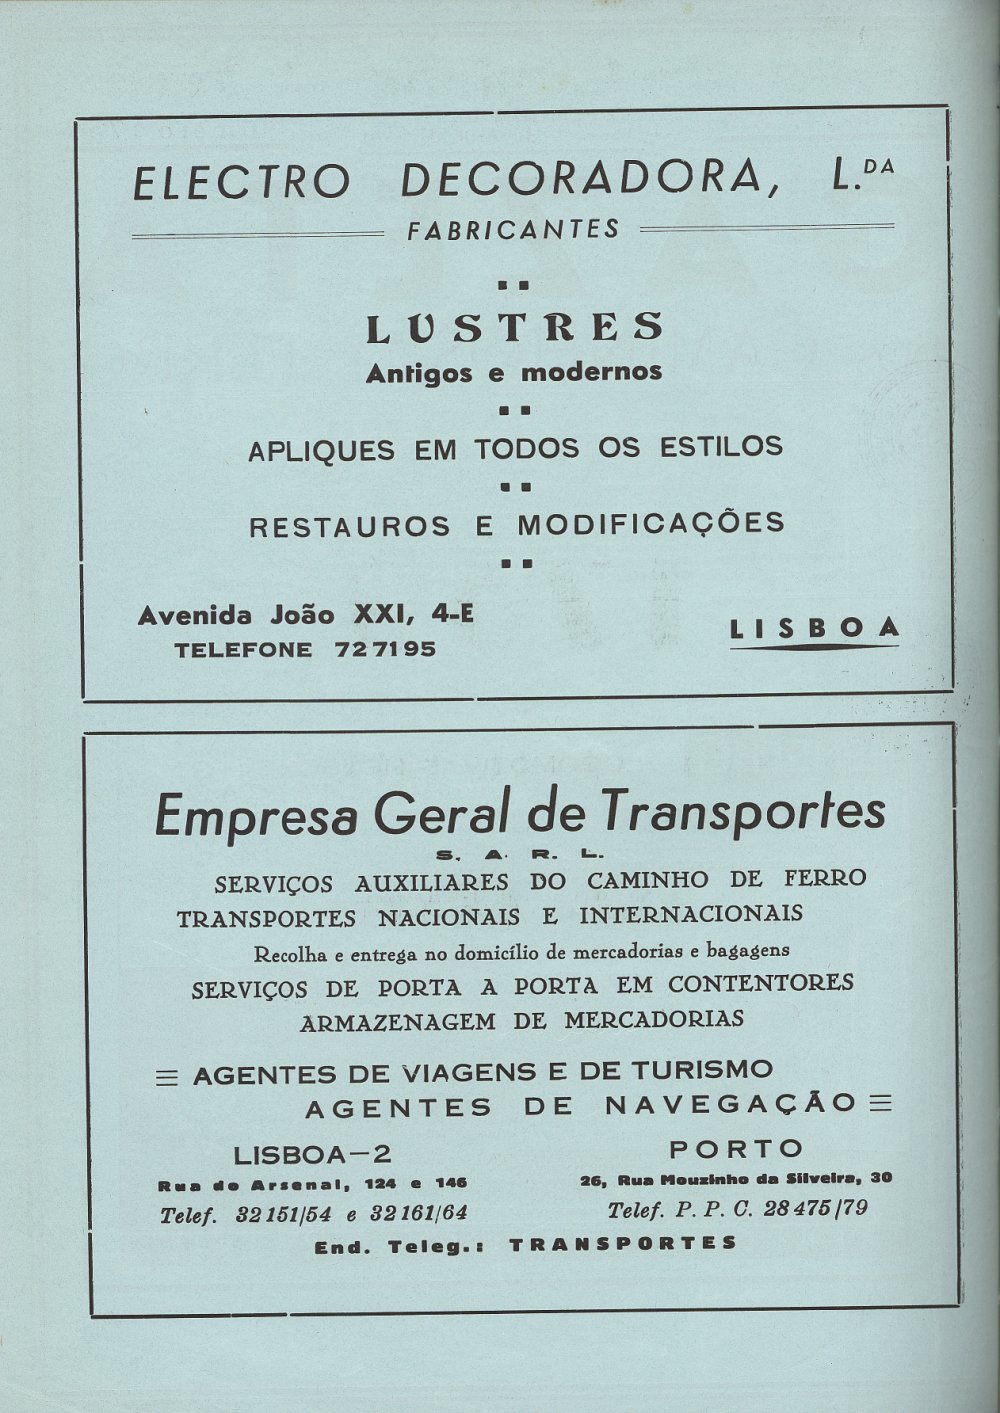 ELECTRO DECORADORA, L.DA
FABRICANTES
LUSTRES
Antigos e modernos
APLIQUES EM TODOS OS ESTILOS
RESTAUROS E MODIFICAÇÕES
Avenida João XXI, 4-E
TELEFONE 727195
LISBOA
Empresa Geral de Transportes
S. A. R. L.
SERVIÇOS AUXILIARES DO CAMINHO DE FERRO
TRANSPORTES NACIONAIS E INTERNACIONAIS
Recolha e entrega no domicílio de mercadorias e bagagens
SERVIÇOS DE PORTA A PORTA EM CONTENTORES
ARMAZENAGEM DE MERCADORIAS
AGENTES DE VIAGENS E DE TURISMO
AGENTES DE NAVEGAÇÃO
LISBOA—2
Rua do Arsenal, 124 e 146
Telef. 32151/54 e 32161/64
PORTO
26, Rua Mouzinho da Silveira, 30
Telef. P. P. C. 28475/79
End. Teleg.: TRANSPORTES